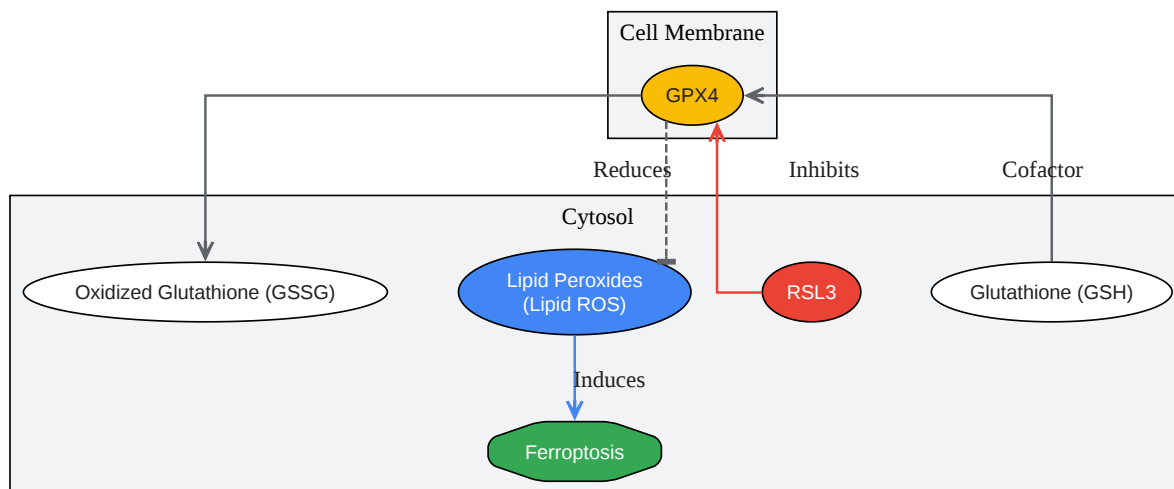 Cell Membrane
GPX4
Reduces
Inhibits
Cofactor
Cytosol
Oxidized Glutathione (GSSG)
Lipid Peroxides
(Lipid ROS)
RSL3
Glutathione (GSH)
Induces
Ferroptosis